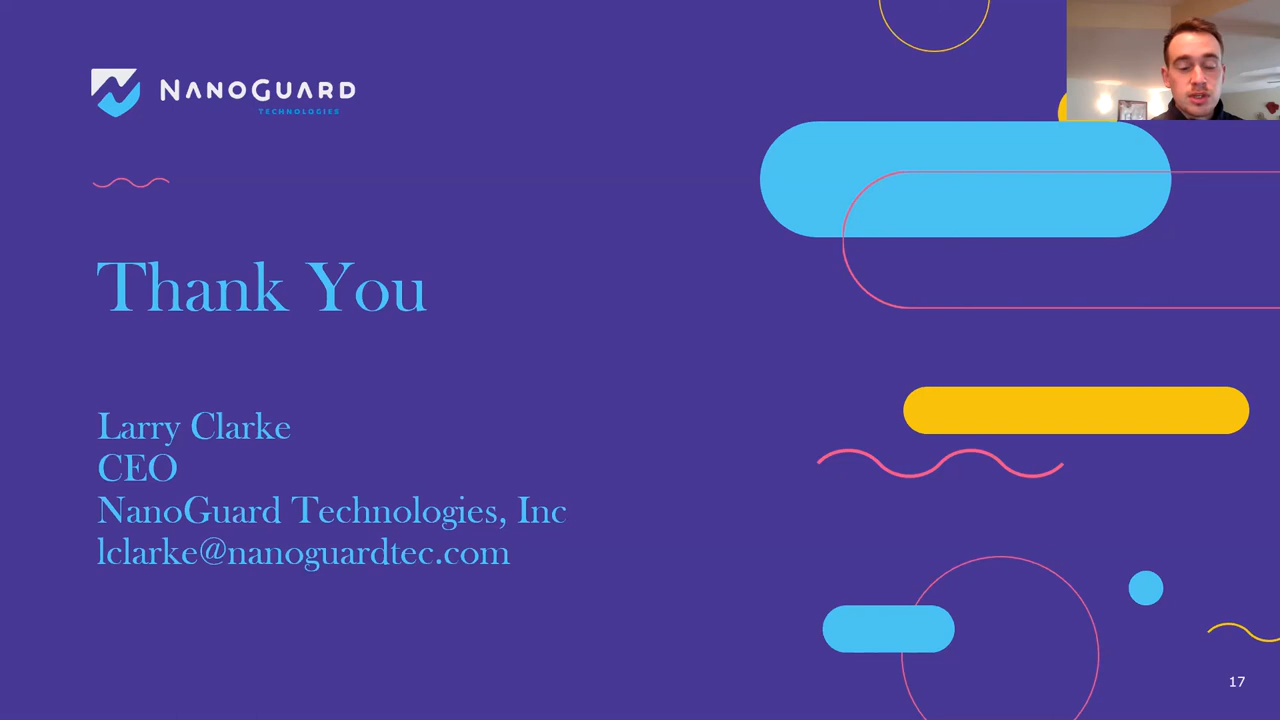 NANOGUARD
TECHNOLOGIES
Thank You
Larry Clarke
CEO
NanoGuard Technologies, Inc
lclarke@nanoguardtec.com
17